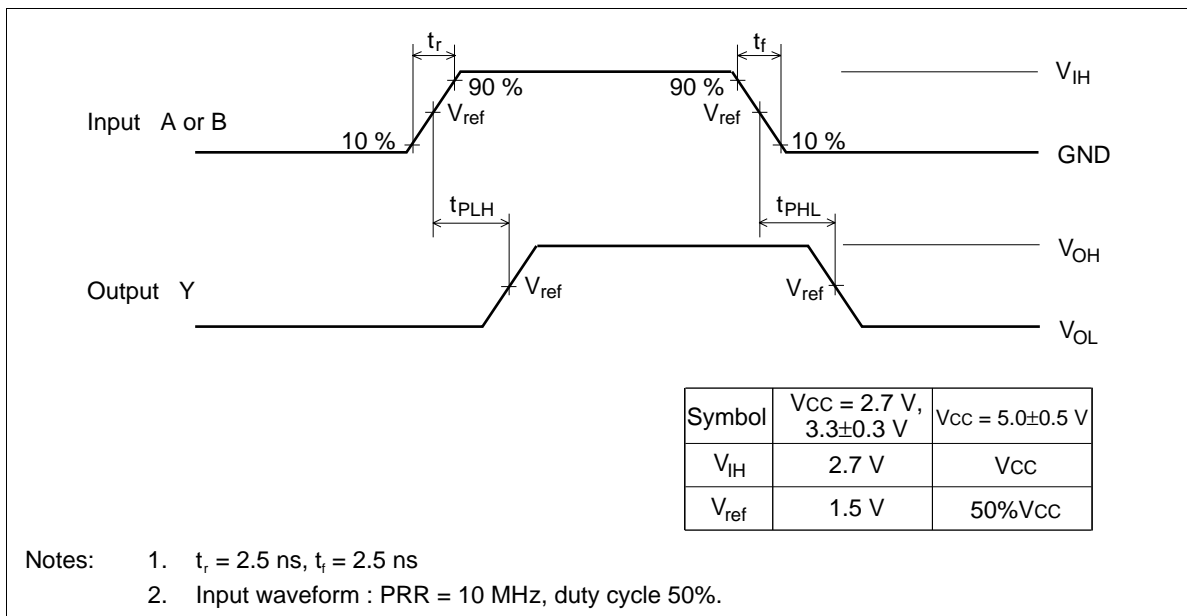 tr
tf
90 %
90 %
VIH
Input A or B
Vref
Vref
10 %
10 %
GND
tPLH
tPHL
VOH
Output Y
Vref
Vref
VOL
Symbol VCC = 2.7 V, 3.3±0.3 V VCC = 5.0±0.5 V
VIH 2.7 V VCC
Vref 1.5 V 50%VCC
Notes: 1. tr = 2.5 ns, tf = 2.5 ns
2. Input waveform : PRR = 10 MHz, duty cycle 50%.